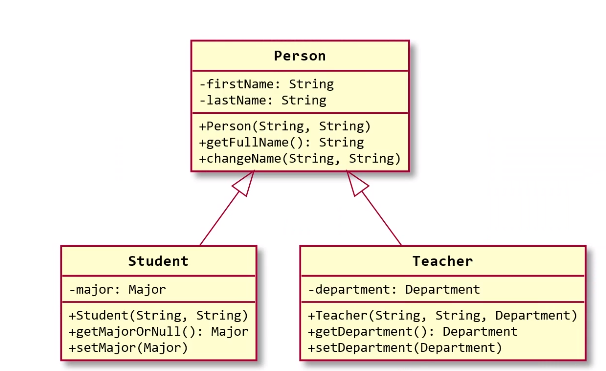 Person
-firstName: String
-lastName: String
+Person(String, String)
+getFullName(): String
+changeName(String, String)
Student
-major: Major
+Student(String, String)
+getMajorOrNull(): Major
+setMajor(Major)
Teacher
-department: Department
+Teacher(String, String, Department)
+getDepartment(): Department
+setDepartment(Department)